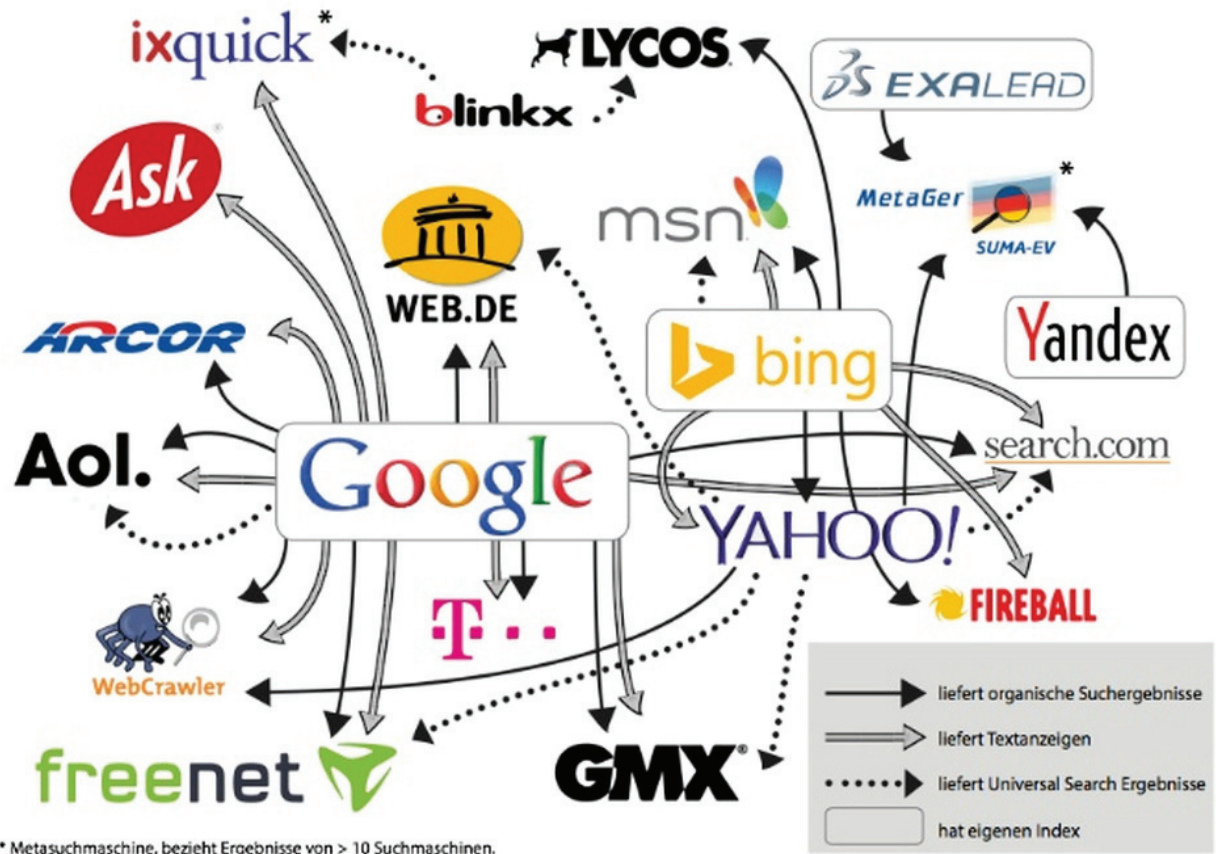 ixquick *
LYCOS
EXALEAD
blinkx
Ask
MetaGer *
SUMA-EV
msn
WEB.DE
ARCOR
bing
Yandex
Aol.
Google
search.com
YAHOO!
FIREBALL
T • • •
WebCrawler
freenet
GMX
liefert organische Suchergebnisse
liefert Textanzeigen
liefert Universal Search Ergebnisse
hat eigenen Index
* Metasuchmaschine, bezieht Ergebnisse von > 10 Suchmaschinen.